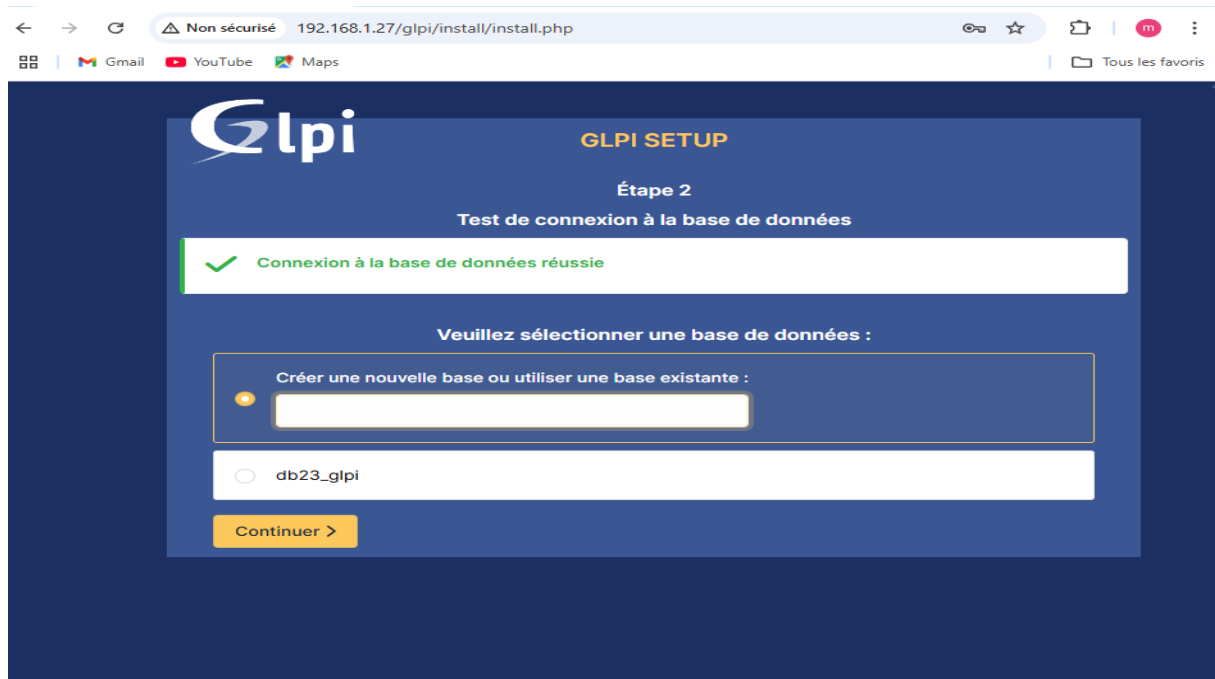 Non sécurisé 192.168.1.27/glpi/install/install.php m
Gmail YouTube Maps Tous les favoris
Glpi
GLPI SETUP
Étape 2
Test de connexion à la base de données
Connexion à la base de données réussie
Veuillez sélectionner une base de données :
Créer une nouvelle base ou utiliser une base existante :
db23_glpi
Continuer >